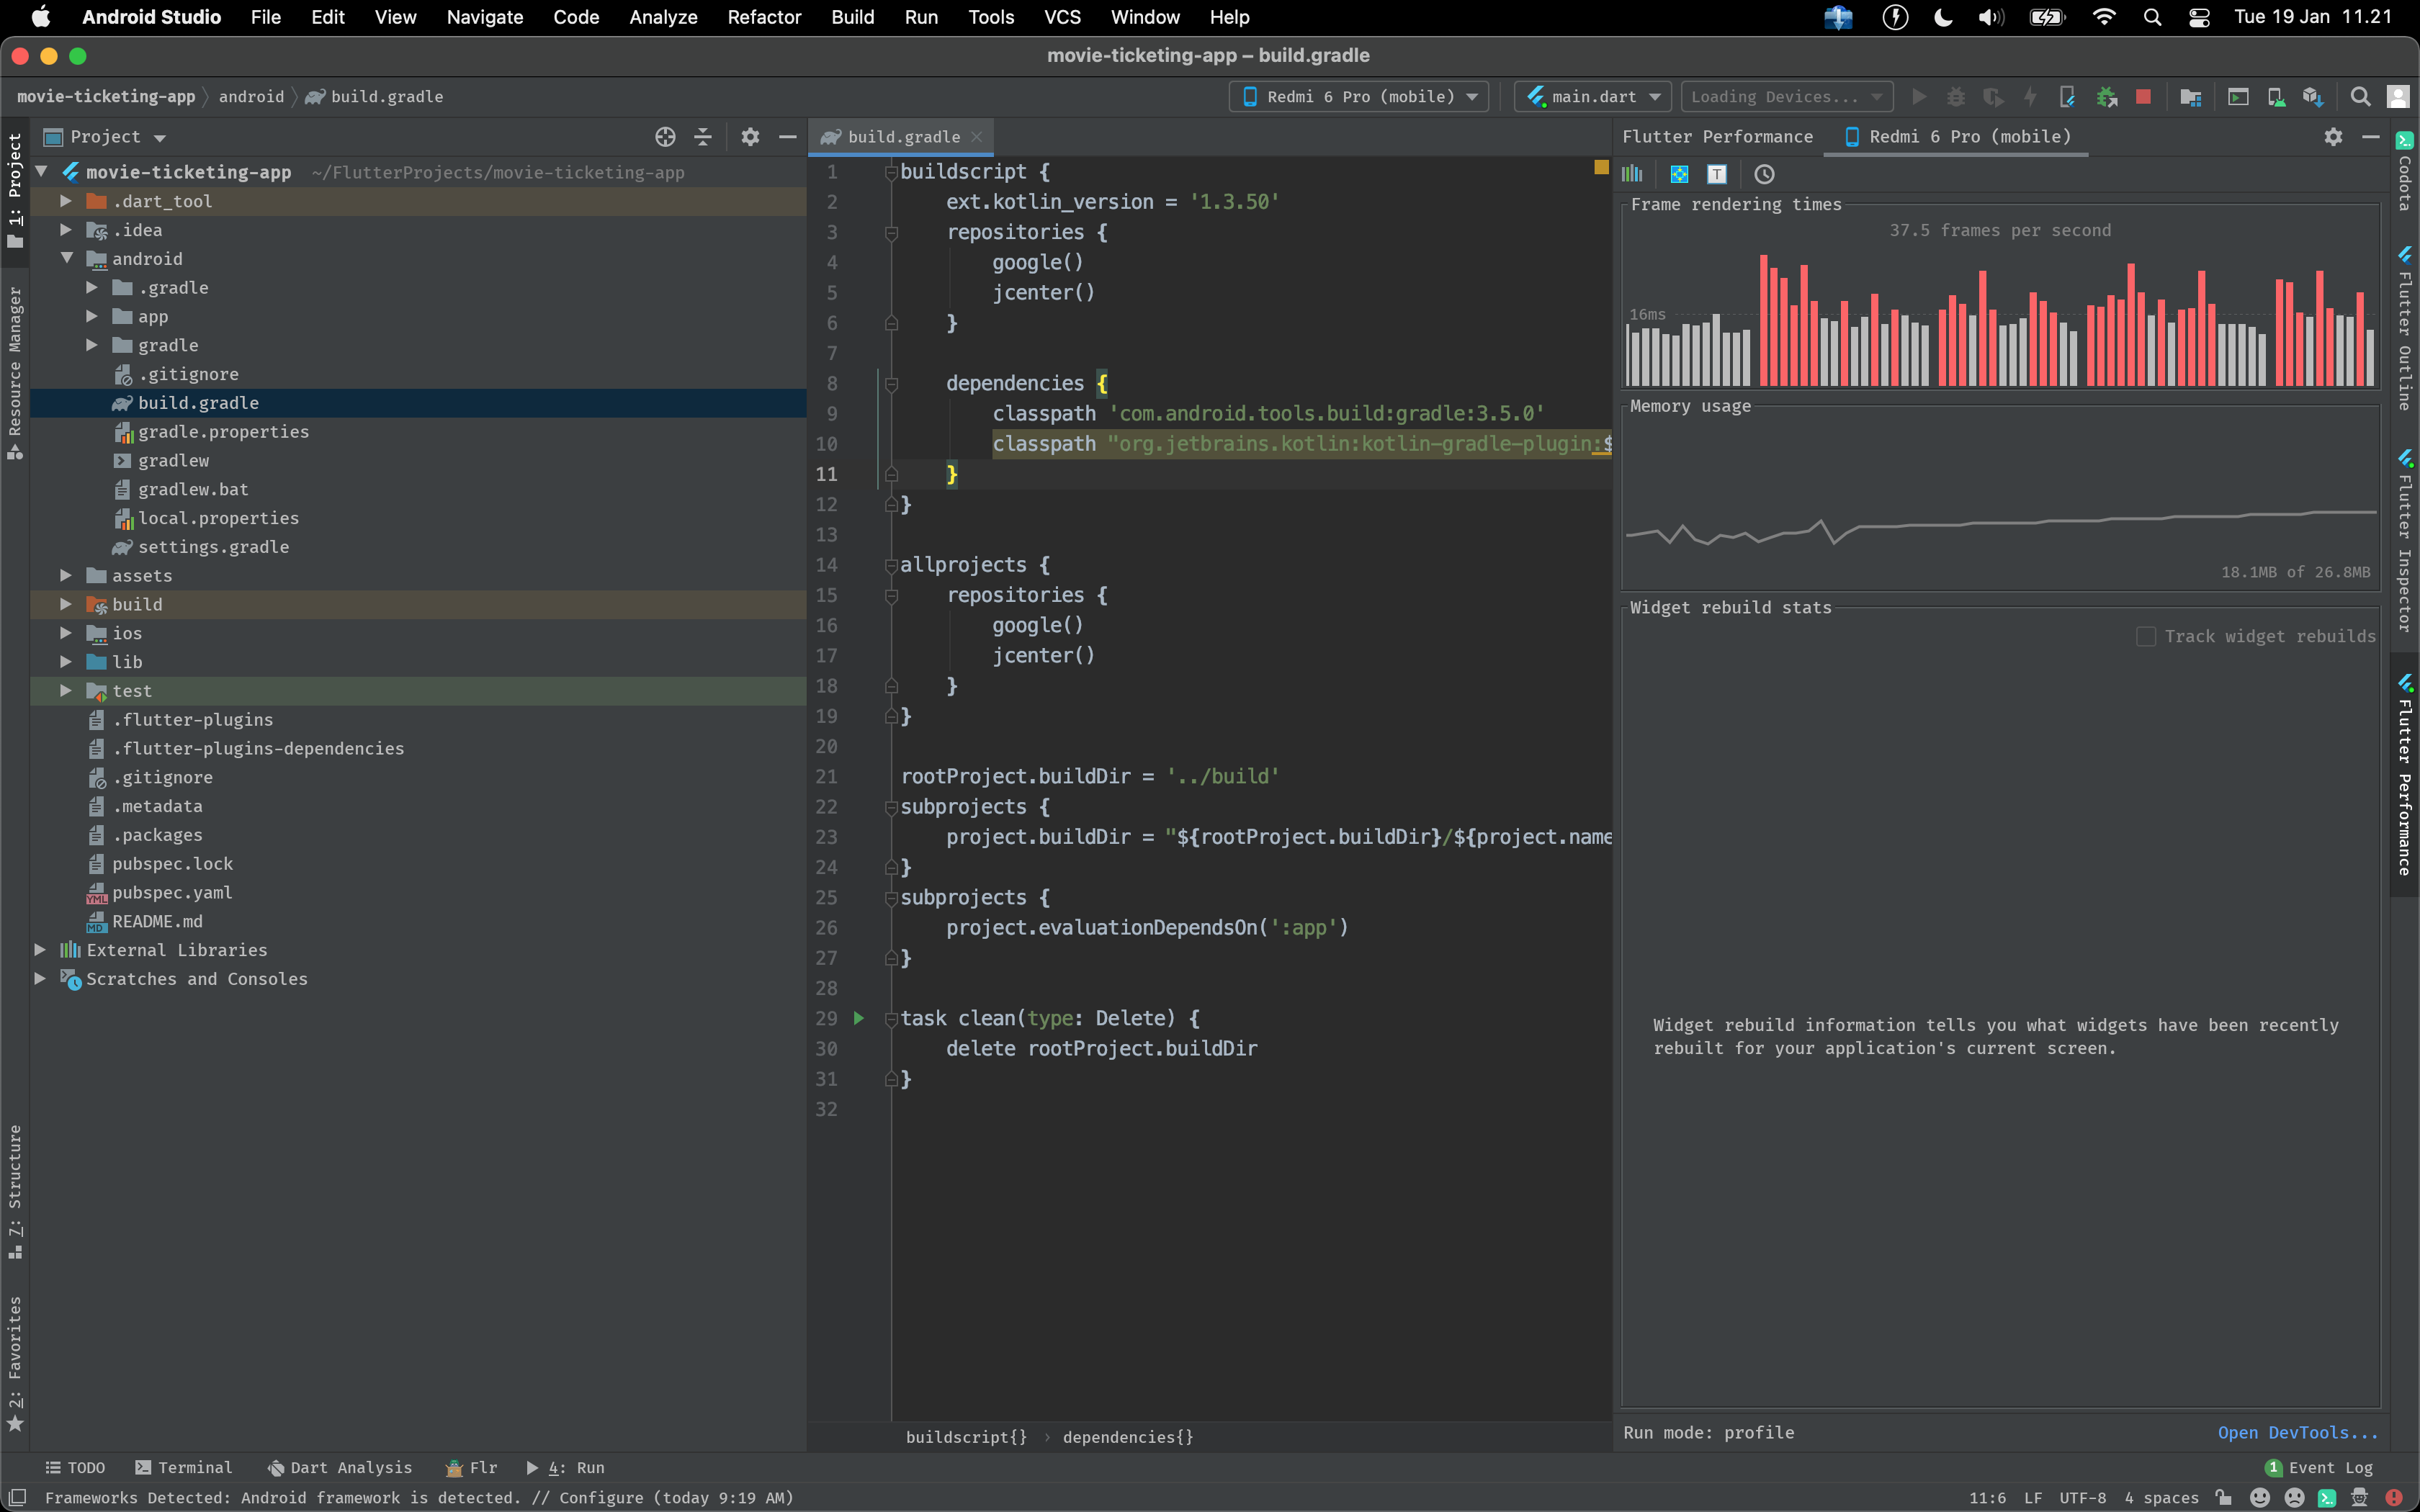 Android Studio File Edit View Navigate Code Analyze Refactor Build Run Tools VCS Window Help Tue 19 Jan 11.21
movie-ticketing-app – build.gradle
movie-ticketing-app android build.gradle Redmi 6 Pro (mobile) main.dart Loading Devices...
1: Project
Resource Manager
7: Structure
2: Favorites
Project
movie-ticketing-app ~/FlutterProjects/movie-ticketing-app
.dart_tool
.idea
android
.gradle
app
gradle
.gitignore
build.gradle
gradle.properties
gradlew
gradlew.bat
local.properties
settings.gradle
assets
build
ios
lib
test
.flutter-plugins
.flutter-plugins-dependencies
.gitignore
.metadata
.packages
pubspec.lock
pubspec.yaml
README.md
External Libraries
Scratches and Consoles
build.gradle
1 buildscript {
2 ext.kotlin_version = '1.3.50'
3 repositories {
4 google()
5 jcenter()
6 }
7
8 dependencies {
9 classpath 'com.android.tools.build:gradle:3.5.0'
10 classpath "org.jetbrains.kotlin:kotlin-gradle-plugin:$
11 }
12 }
13
14 allprojects {
15 repositories {
16 google()
17 jcenter()
18 }
19 }
20
21 rootProject.buildDir = '../build'
22 subprojects {
23 project.buildDir = "${rootProject.buildDir}/${project.name
24 }
25 subprojects {
26 project.evaluationDependsOn(':app')
27 }
28
29 task clean(type: Delete) {
30 delete rootProject.buildDir
31 }
32
buildscript{} › dependencies{}
Flutter Performance Redmi 6 Pro (mobile)
Frame rendering times
37.5 frames per second
16ms
Memory usage
18.1MB of 26.8MB
Widget rebuild stats
Track widget rebuilds
Widget rebuild information tells you what widgets have been recently
rebuilt for your application's current screen.
Run mode: profile Open DevTools...
Codota
Flutter Outline
Flutter Inspector
Flutter Performance
TODO Terminal Dart Analysis Flr 4: Run 1 Event Log
Frameworks Detected: Android framework is detected. // Configure (today 9:19 AM) 11:6 LF UTF-8 4 spaces